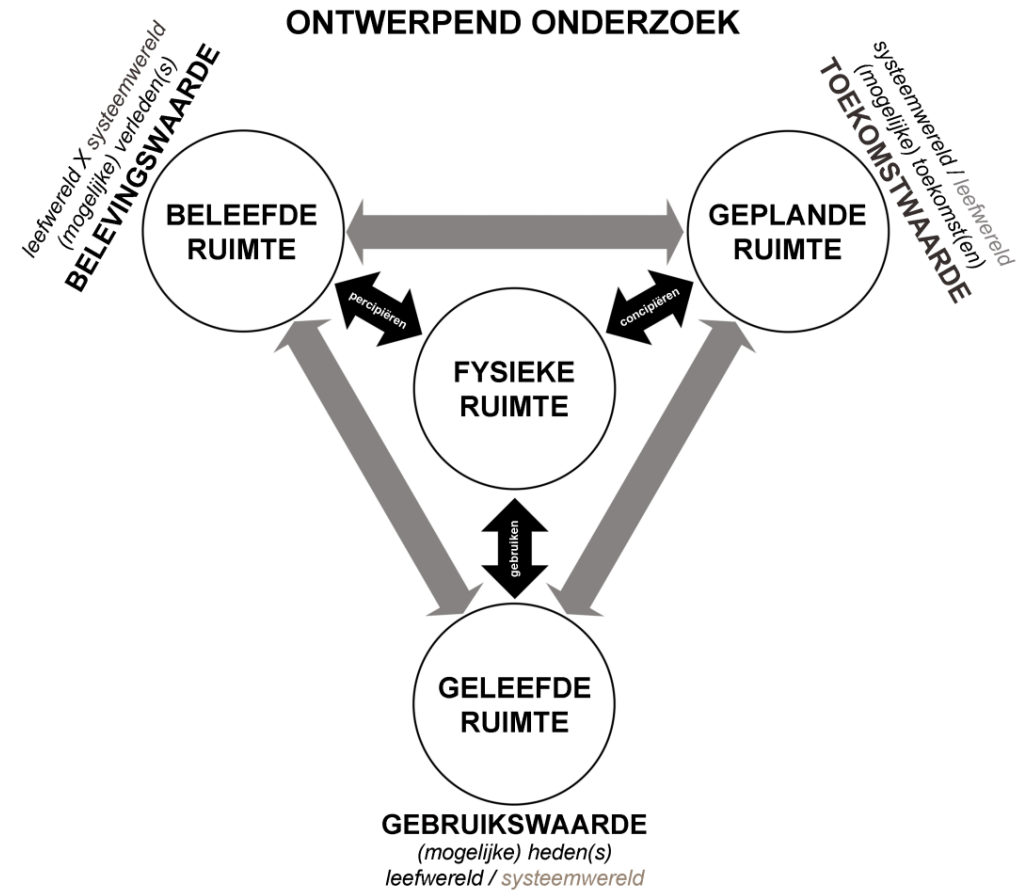 ONTWERPEND ONDERZOEK
leefwereld X systeemwereld
(mogelijke) verleden(s)
BELEVINGSWAARDE
systeemwereld / leefwereld
(mogelijke) toekomst(en)
TOEKOMSTWAARDE
BELEEFDE
RUIMTE
GEPLANDE
RUIMTE
percipiëren
concipiëren
FYSIEKE
RUIMTE
gebruiken
GELEEFDE
RUIMTE
GEBRUIKSWAARDE
(mogelijke) heden(s)
leefwereld / systeemwereld